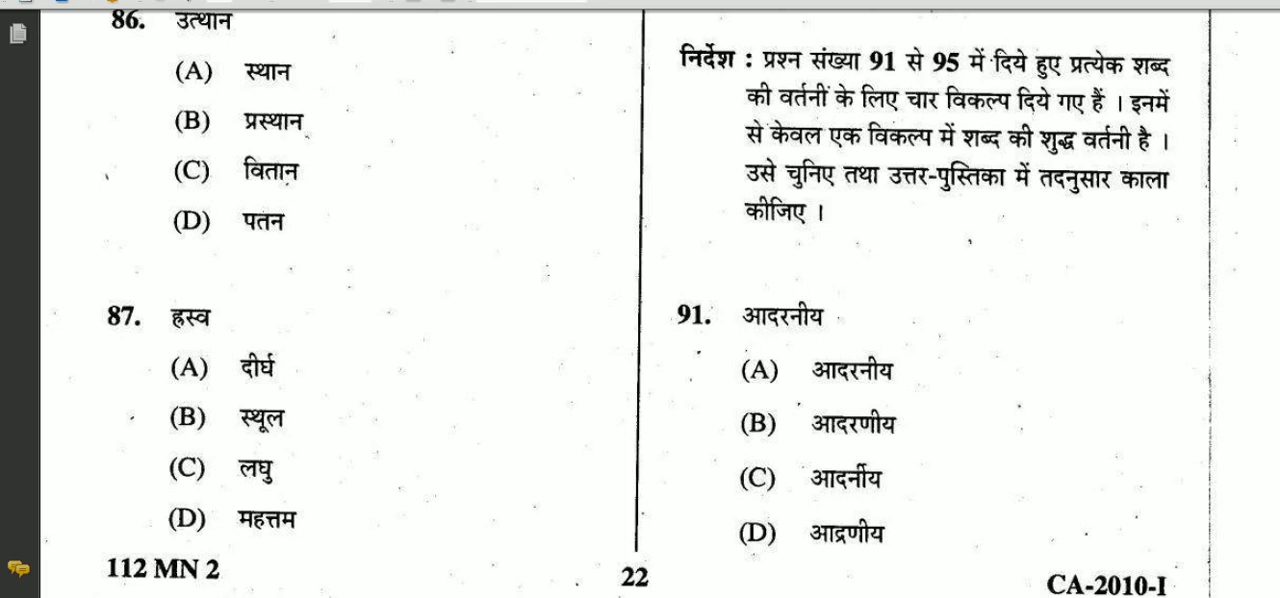 86. उत्थान
(A) स्थान
(B) प्रस्थान
(C) वितान
(D) पतन
87. ह्रस्व
(A) दीर्घ
(B) स्थूल
(C) लघु
(D) महत्तम
निर्देश : प्रश्न संख्या 91 से 95 में दिये हुए प्रत्येक शब्द
की वर्तनीं के लिए चार विकल्प दिये गए हैं । इनमें
से केवल एक विकल्प में शब्द की शुद्ध वर्तनी है ।
उसे चुनिए तथा उत्तर-पुस्तिका में तदनुसार काला
कीजिए ।
91. आदरनीय
(A) आदरनीय
(B) आदरणीय
(C) आदर्नीय
(D) आद्रणीय
112 MN 2
22
CA-2010-I